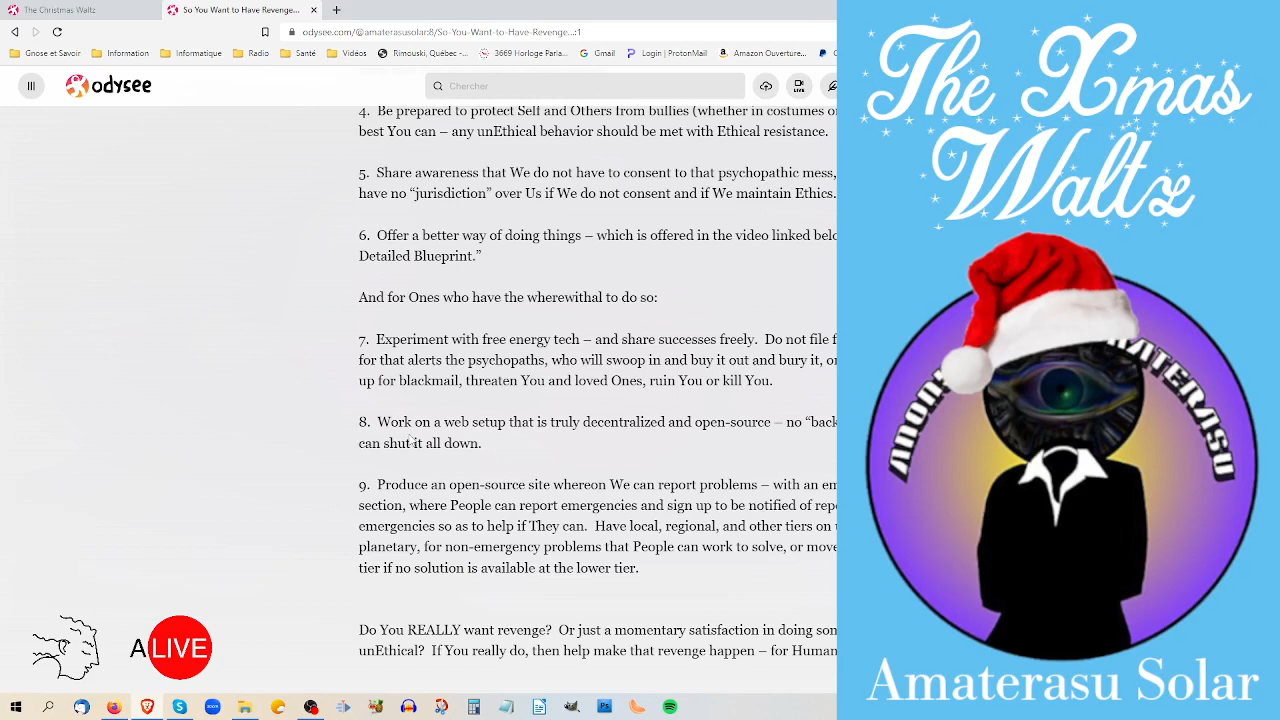 The Christmas Waltz
So You Want to Have Revenge...
odysee.com/@amaterasusolar:8/So-You-Want-to-Have-Revenge...:1
Gnose et Savoir
Information
Informatique
Radio
Santé
Vidéos
Rimouski, Québec -...
3669 Horloge Paria...
Gmail
Login | ProtonMail
Amazon Ouverture...
odysee
Chercher
4. Be prepared to protect Self and Others from bullies (whether in costumes or
best You can – any unEthical behavior should be met with Ethical resistance.
5. Share awareness that We do not have to consent to that psychopathic mess,
have no “jurisdiction” over Us if We do not consent and if We maintain Ethics.
6. Offer a better way of doing things – which is offered in the video linked
Detailed Blueprint.”
And for Ones who have the wherewithal to do so:
7. Experiment with free energy tech – and share successes freely. Do not file
for that alerts the psychopaths, who will swoop in and buy it out and bury it,
up for blackmail, threaten You and loved Ones, ruin You or kill You.
8. Work on a web setup that is truly decentralized and open-source – no “back
can shut it all down.
9. Produce an open-source site whereon We can report problems – with an
section, where People can report emergencies and sign up to be notified of
emergencies so as to help if They can. Have local, regional, and other tiers on
planetary, for non-emergency problems that People can work to solve, or move
tier if no solution is available at the lower tier.
Do You REALLY want revenge? Or just a momentary satisfaction in doing
unEthical? If You really do, then help make that revenge happen – for
ALIVE
The Xmas
Waltz
Amaterasu Solar